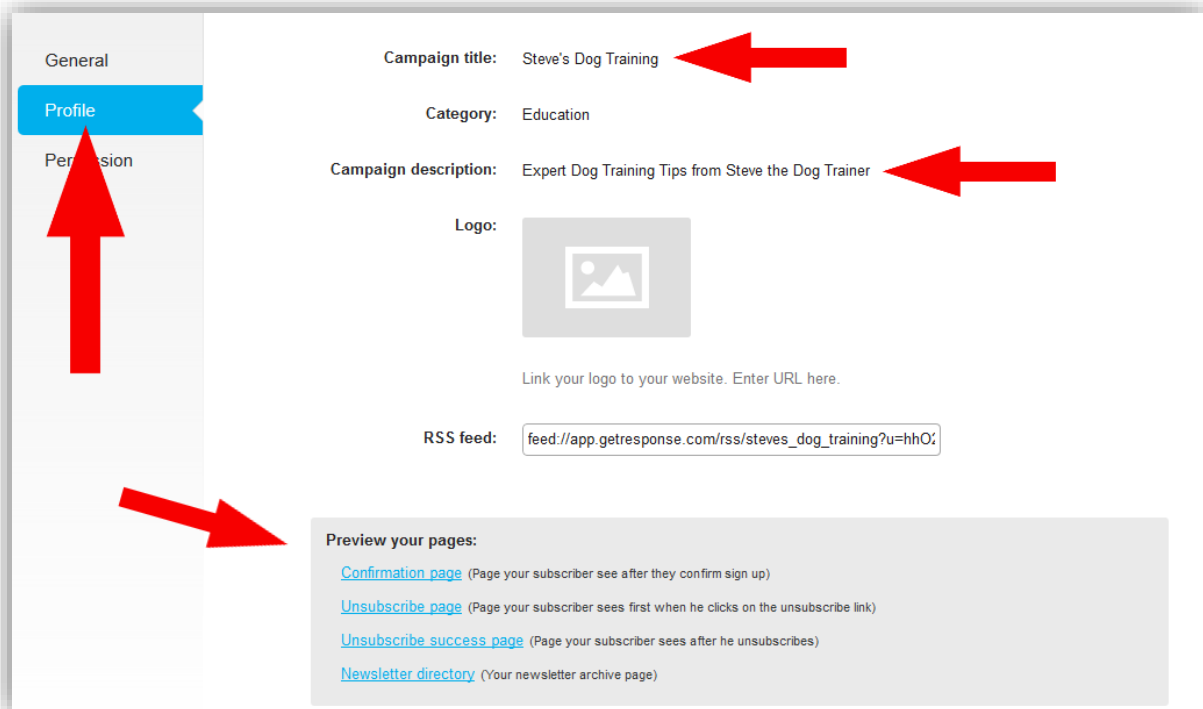 General
Profile
Permission
Campaign title: Steve's Dog Training
Category: Education
Campaign description: Expert Dog Training Tips from Steve the Dog Trainer
Logo:
Link your logo to your website. Enter URL here.
RSS feed: feed://app.getresponse.com/rss/steves_dog_training?u=hhO2
Preview your pages:
Confirmation page (Page your subscriber see after they confirm sign up)
Unsubscribe page (Page your subscriber sees first when he clicks on the unsubscribe link)
Unsubscribe success page (Page your subscriber sees after he unsubscribes)
Newsletter directory (Your newsletter archive page)